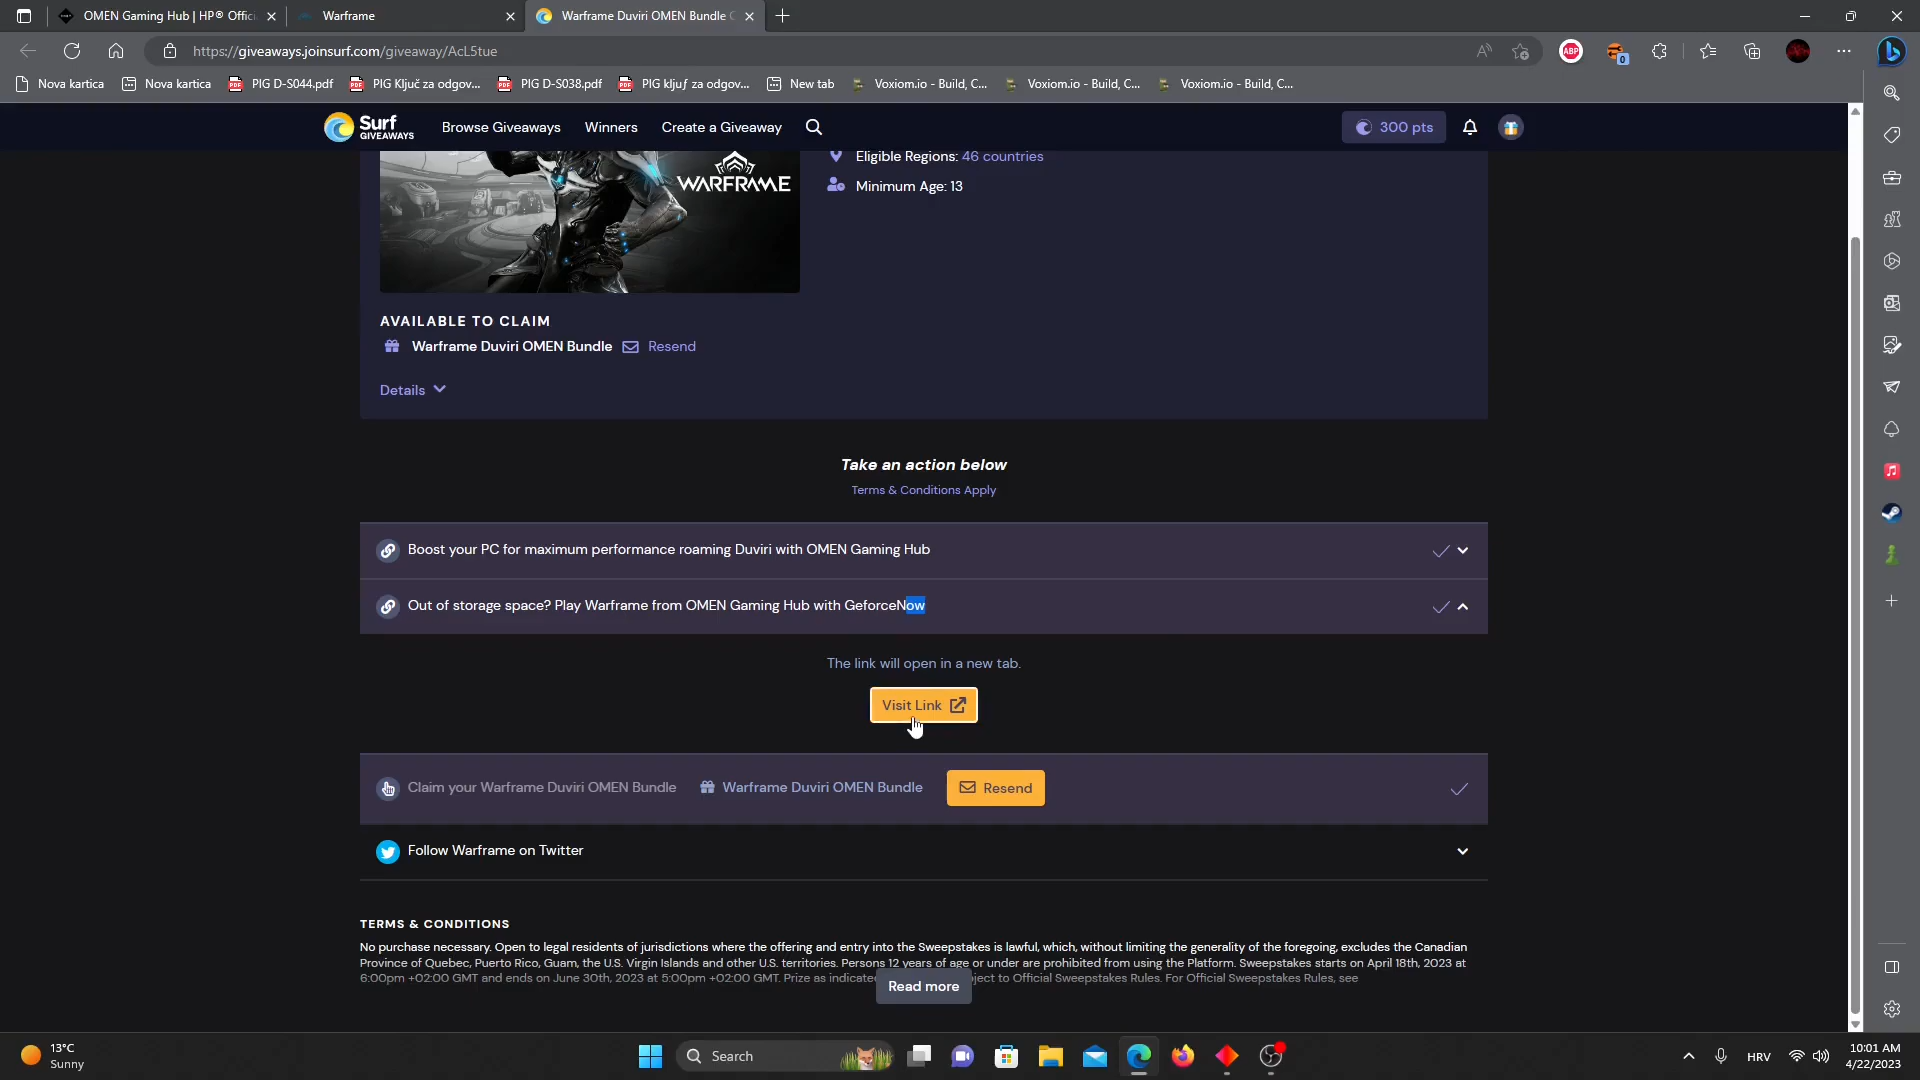 OMEN Gaming Hub | HP® Offici
Warframe
Warframe Duviri OMEN Bundle
https://giveaways.joinsurf.com/giveaway/AcL5tue
ABP
0
Nova kartica
Nova kartica
PIG D-S044.pdf
PIG Ključ za odgov...
PIG D-S038.pdf
PIG kljuƒ za odgov...
New tab
Voxiom.io - Build, C...
Voxiom.io - Build, C...
Voxiom.io - Build, C...
Surf
GIVEAWAYS
Browse Giveaways
Winners
Create a Giveaway
300 pts
Eligible Regions: 46 countries
WARFRAME
Minimum Age: 13
AVAILABLE TO CLAIM
Warframe Duviri OMEN Bundle
Resend
Details
Take an action below
Terms & Conditions Apply
Boost your PC for maximum performance roaming Duviri with OMEN Gaming Hub
Out of storage space? Play Warframe from OMEN Gaming Hub with GeforceNow
The link will open in a new tab.
Visit Link
Claim your Warframe Duviri OMEN Bundle
Warframe Duviri OMEN Bundle
Resend
Follow Warframe on Twitter
TERMS & CONDITIONS
No purchase necessary. Open to legal residents of jurisdictions where the offering and entry into the Sweepstakes is lawful, which, without limiting the generality of the foregoing, excludes the Canadian
Province of Quebec, Puerto Rico, Guam, the U.S. Virgin Islands and other U.S. territories. Persons 12 years of age or under are prohibited from using the Platform. Sweepstakes starts on April 18th, 2023 at
6:00pm +02:00 GMT and ends on June 30th, 2023 at 5:00pm +02:00 GMT. Prize as indicated ject to Official Sweepstakes Rules. For Official Sweepstakes Rules, see
Read more
13°C
Sunny
Search
HRV
10:01 AM
4/22/2023